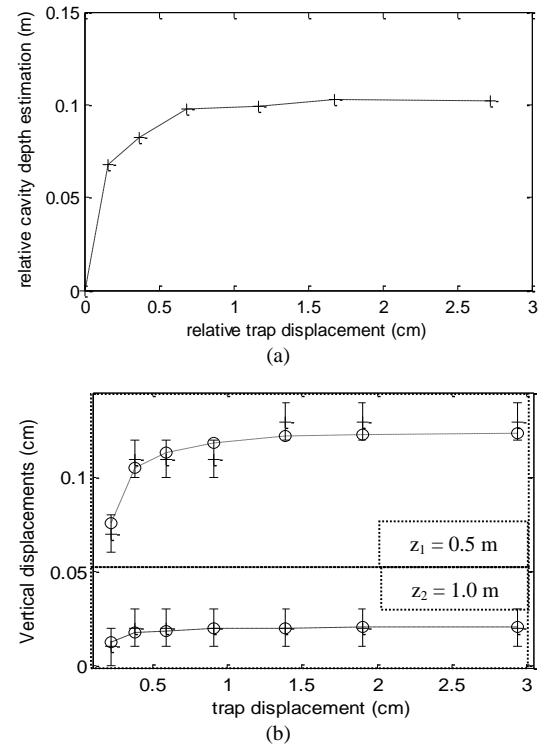 0.15
0.1
0.05
0
relative cavity depth estimation (m)
0 0.5 1 1.5 2 2.5 3
relative trap displacement (cm)
(a)
0.1
0.05
0
Vertical displacements (cm)
z₁ = 0.5 m
z₂ = 1.0 m
0.5 1 1.5 2 2.5 3
trap displacement (cm)
(b)